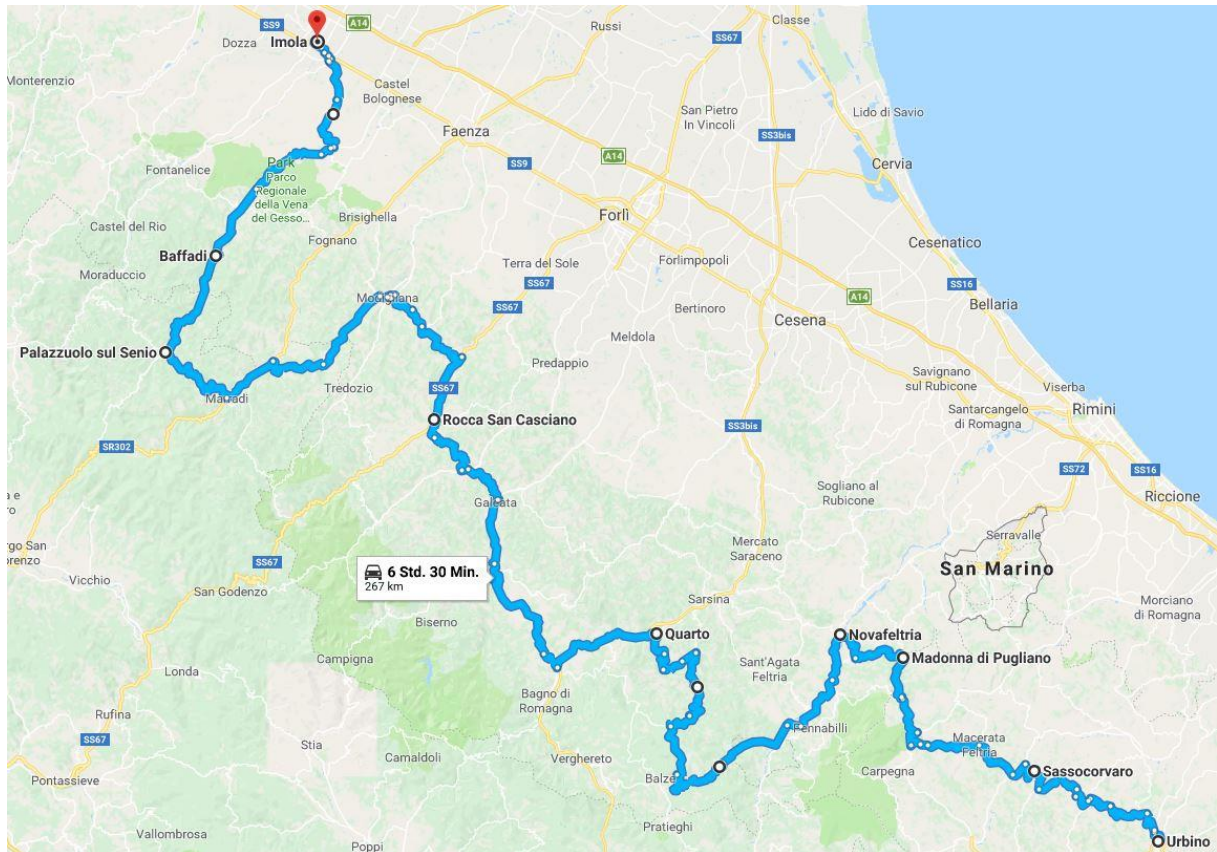 SS9
A14
Russi
SS67
Classe
Imola
Dozza
Monterenzio
Castel
Bolognese
San Pietro
In Vincoli
Lido di Savio
Faenza
SS3bis
A14
SS9
Cervia
Fontanelice
Park
Parco
Regionale
della Vena
del Gesso...
Brisighella
Forlì
Castel del Rio
Fognano
Cesenatico
Baffadi
Moraduccio
Terra del Sole
Forlimpopoli
SS67
SS16
A14
Bellaria
Modigliana
SS67
Bertinoro
Cesena
Meldola
Palazzuolo sul Senio
Predappio
Savignano
sul Rubicone
Viserba
Tredozio
SS67
Marradi
Rimini
Santarcangelo
di Romagna
Rocca San Casciano
SS3bis
SR302
SS72
SS16
Sogliano al
Rubicone
Riccione
Galeata
Serravalle
Mercato
Saraceno
SS67
6 Std. 30 Min.
267 km
San Marino
Vicchio
San Godenzo
Sarsina
Morciano
di Romagna
Biserno
Quarto
Novafeltria
Madonna di Pugliano
Campigna
Londa
Sant'Agata
Feltria
Bagno di
Romagna
Rufina
Pennabilli
SS67
Stia
Macerata
Feltria
Camaldoli
Verghereto
Carpegna
Sassocorvaro
Pontassieve
Balze
Pratieghi
Vallombrosa
Poppi
Urbino